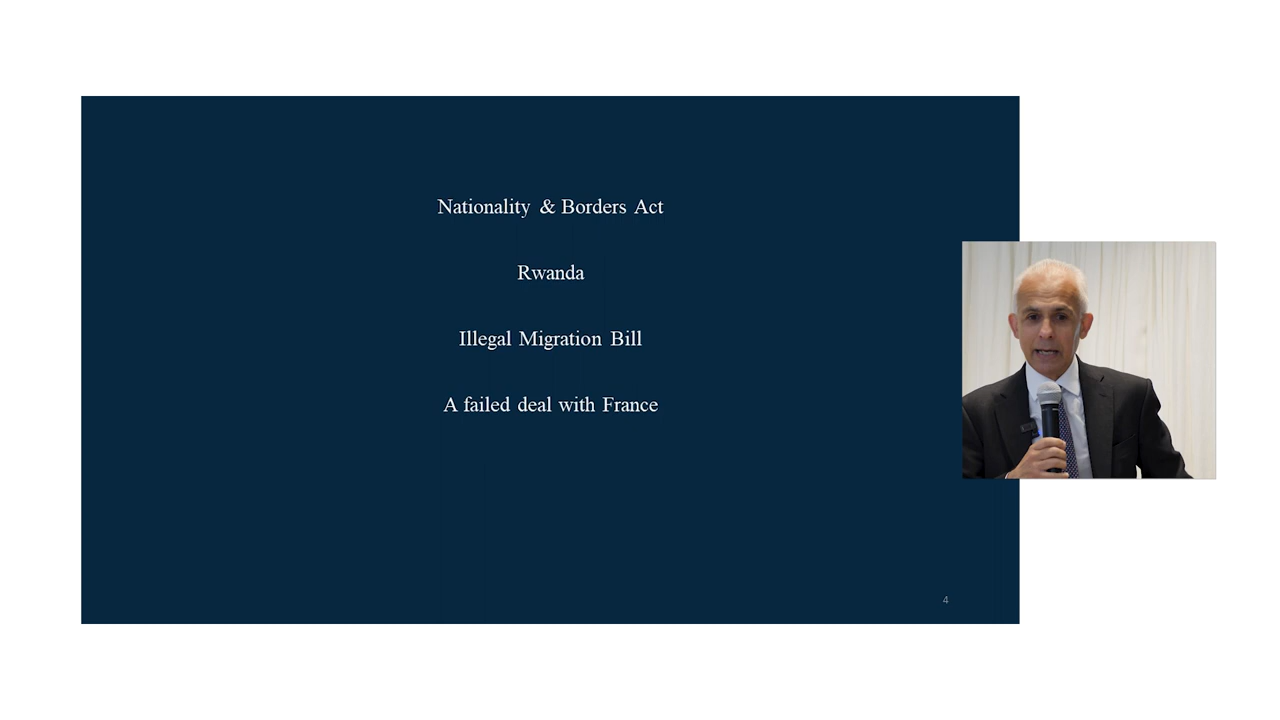 Nationality & Borders Act
Rwanda
Illegal Migration Bill
A failed deal with France
4